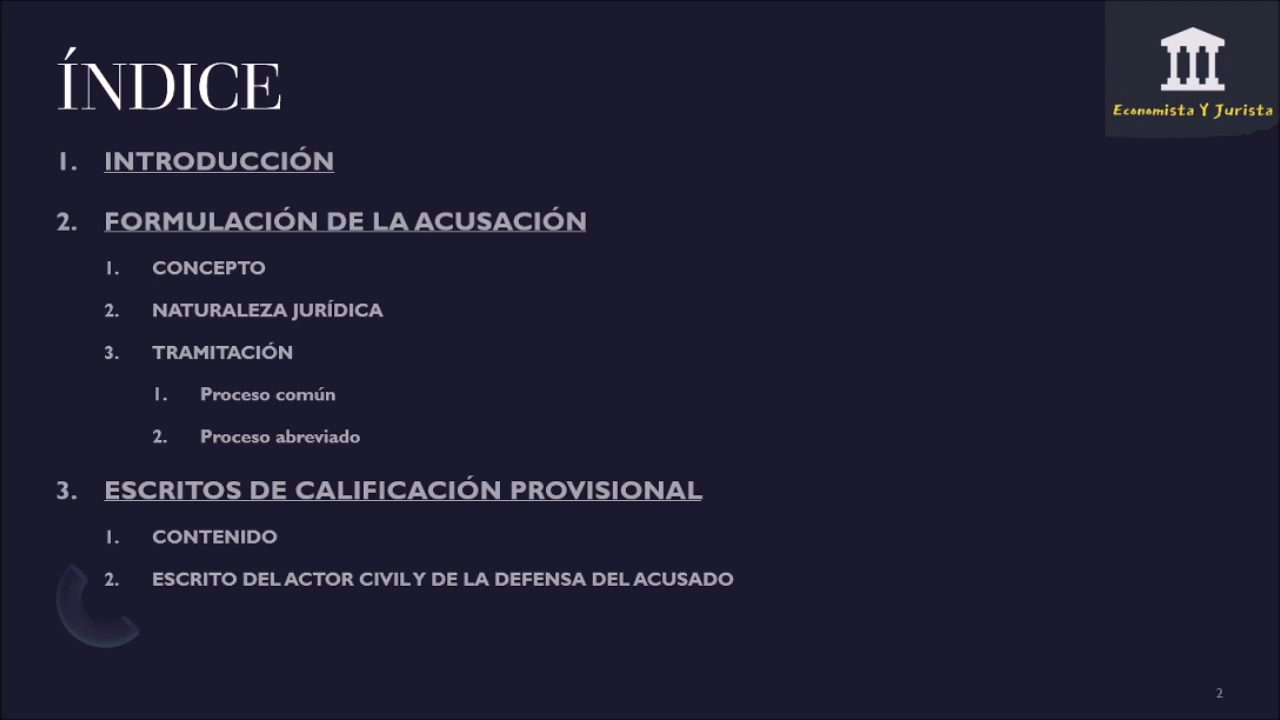 ÍNDICE
Economista Y Jurista
1. INTRODUCCIÓN
2. FORMULACIÓN DE LA ACUSACIÓN
1. CONCEPTO
2. NATURALEZA JURÍDICA
3. TRAMITACIÓN
1. Proceso común
2. Proceso abreviado
3. ESCRITOS DE CALIFICACIÓN PROVISIONAL
1. CONTENIDO
2. ESCRITO DEL ACTOR CIVIL Y DE LA DEFENSA DEL ACUSADO
2